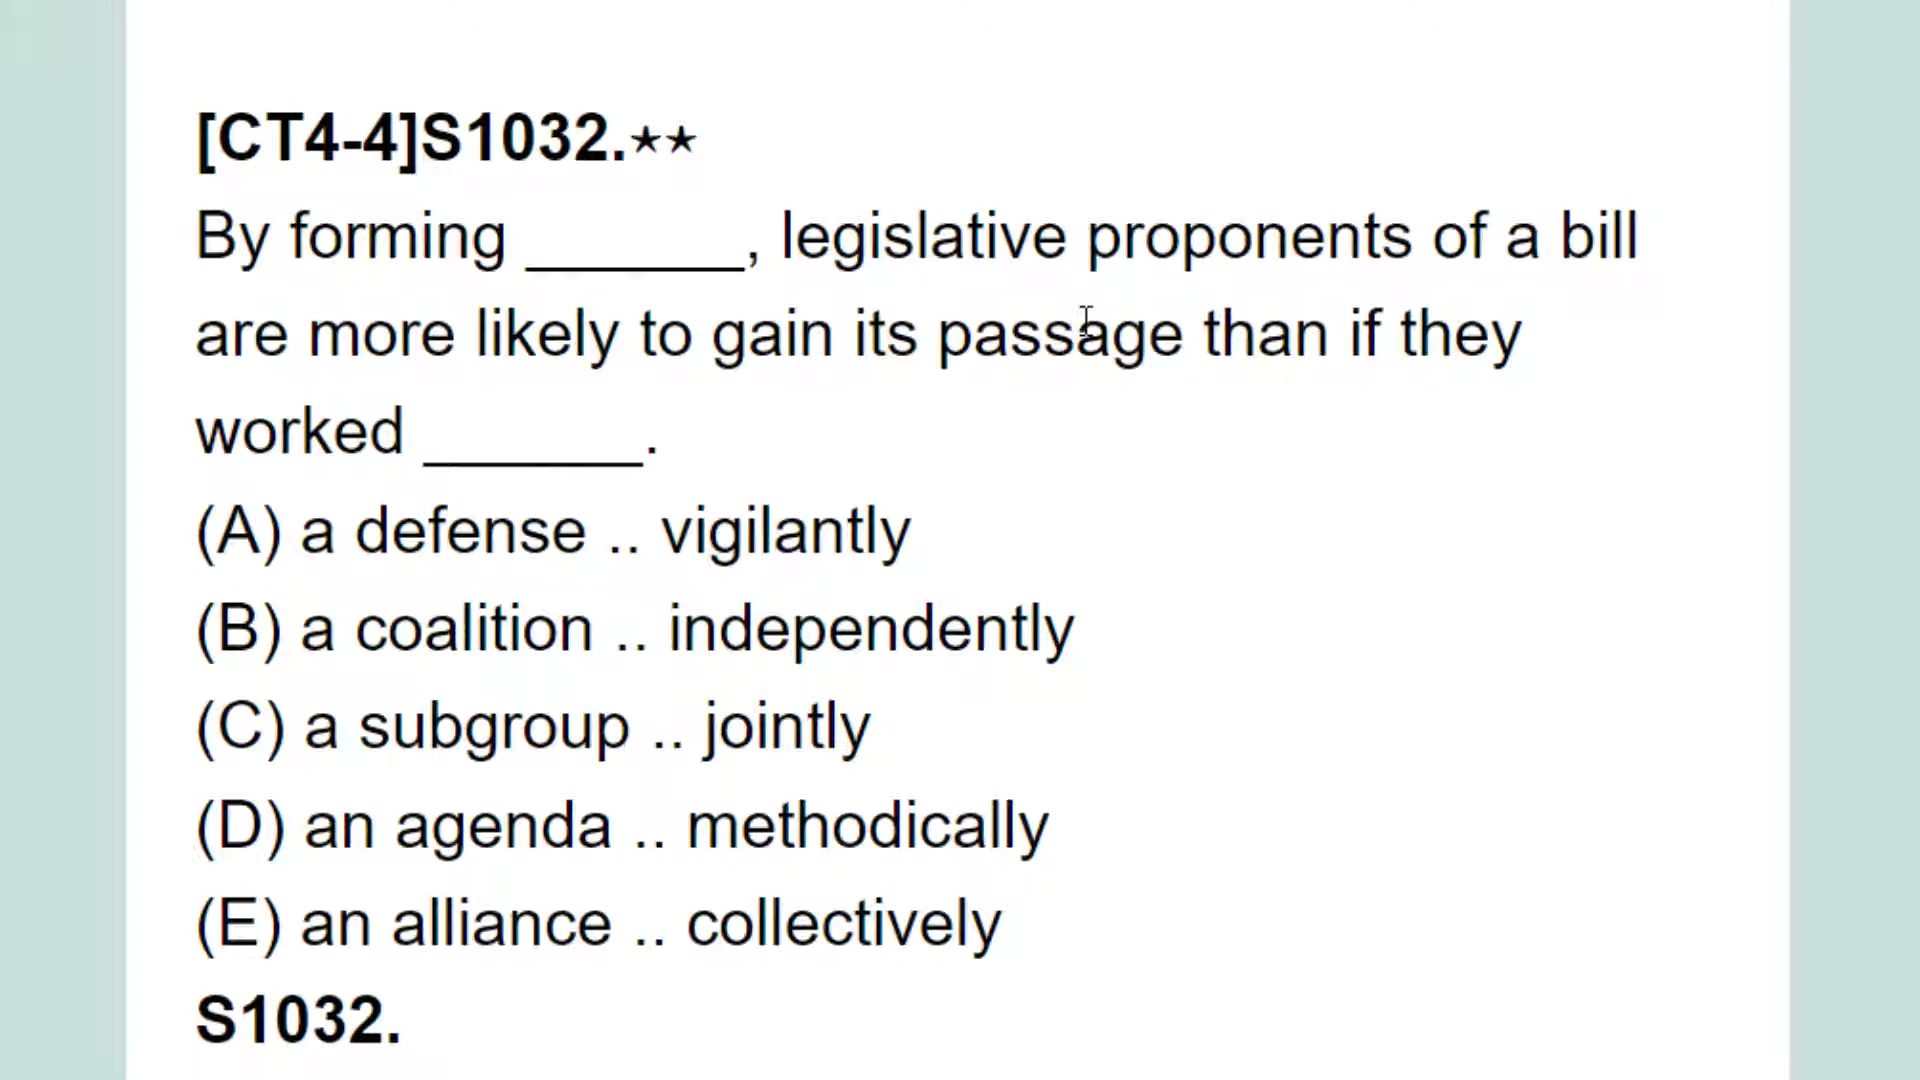 [CT4-4]S1032.★★
By forming _______, legislative proponents of a bill
are more likely to gain its passage than if they
worked _______.
(A) a defense .. vigilantly
(B) a coalition .. independently
(C) a subgroup .. jointly
(D) an agenda .. methodically
(E) an alliance .. collectively
S1032.